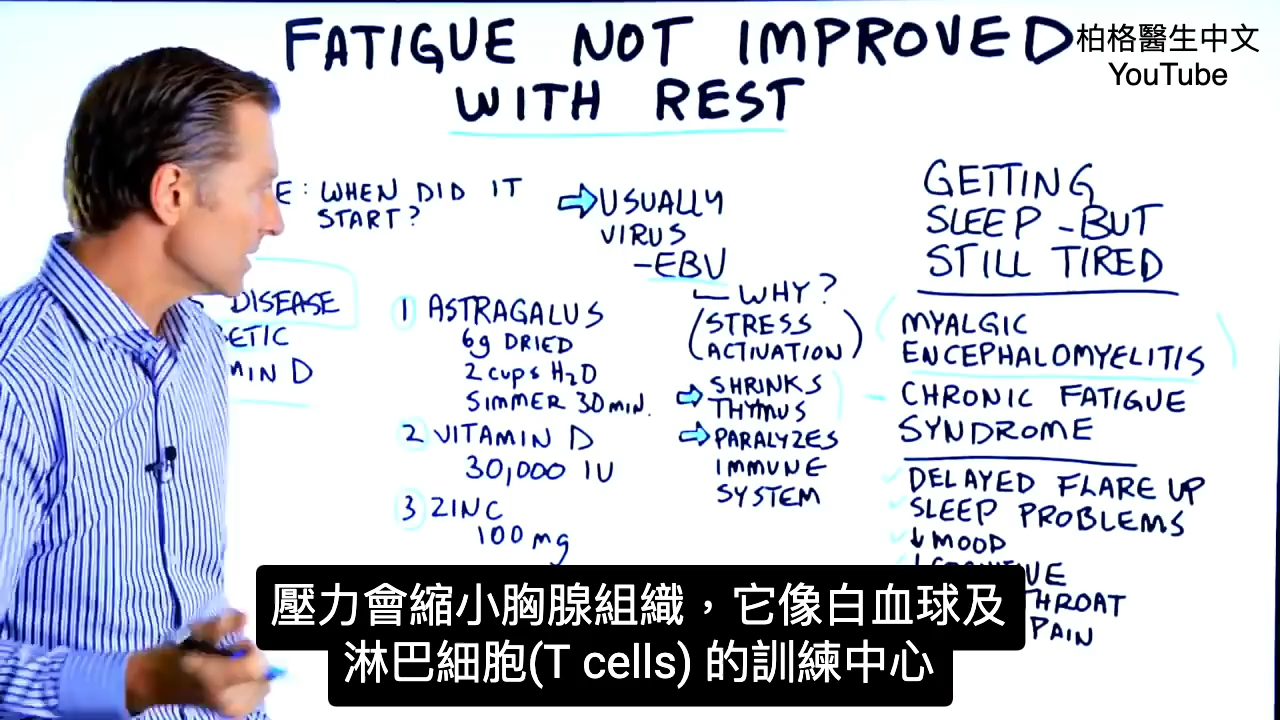 FATIGUE NOT IMPROVED
WITH REST
柏格醫生中文
YouTube
WHEN DID IT
START?
DISEASE
1 ASTRAGALUS
6g DRIED
2 cups H2O
SIMMER 30 MIN.
2 VITAMIN D
30,000 IU
3 ZINC
100 mg
⇨ USUALLY
VIRUS
-EBV
WHY?
(STRESS
ACTIVATION)
⇨ SHRINKS
THYMUS
⇨ PARALYZES
IMMUNE
SYSTEM
GETTING
SLEEP - BUT
STILL TIRED
(MYALGIC
ENCEPHALOMYELITIS)
- CHRONIC FATIGUE
SYNDROME
DELAYED FLARE UP
SLEEP PROBLEMS
↓ MOOD
PAIN
壓力會縮小胸腺組織，它像白血球及
淋巴細胞(T cells) 的訓練中心